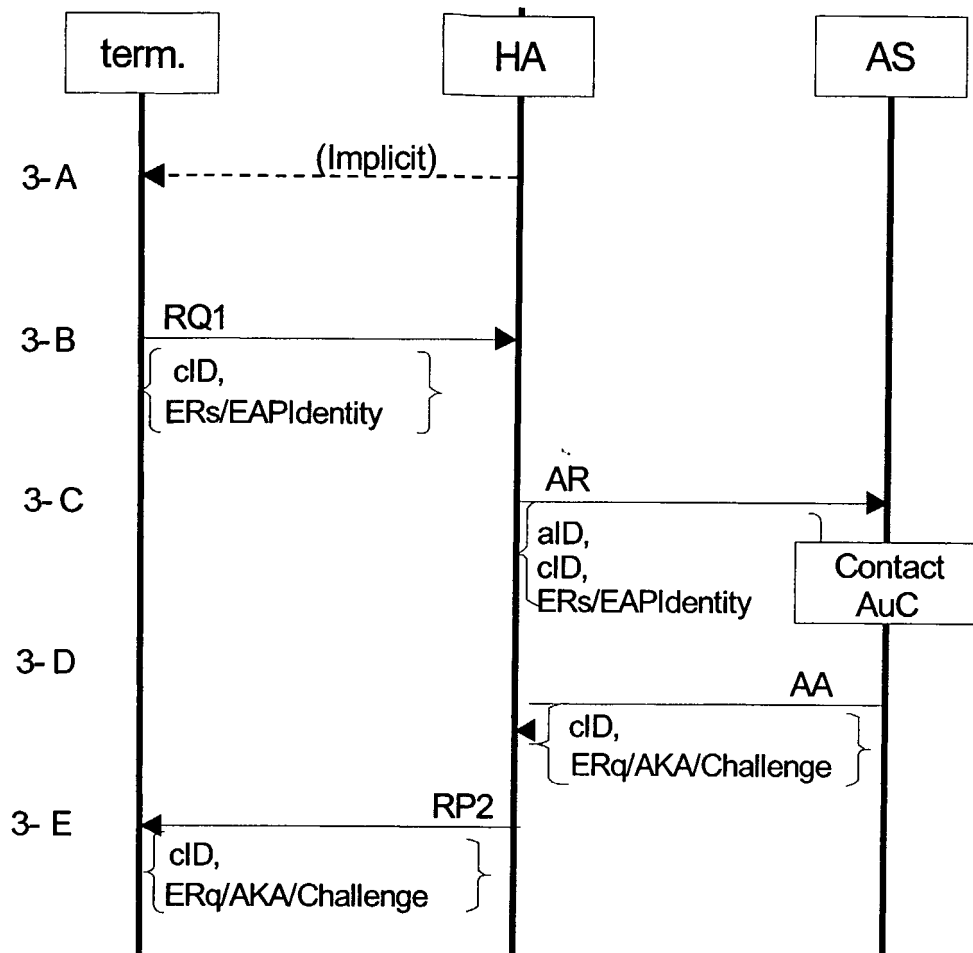 term.
HA
AS
(Implicit)
3-A
RQ1
3-B
cID,
ERs/EAPIdentity
AR
3-C
aID,
cID,
ERs/EAPIdentity
Contact
AuC
3-D
AA
cID,
ERq/AKA/Challenge
RP2
3-E
cID,
ERq/AKA/Challenge